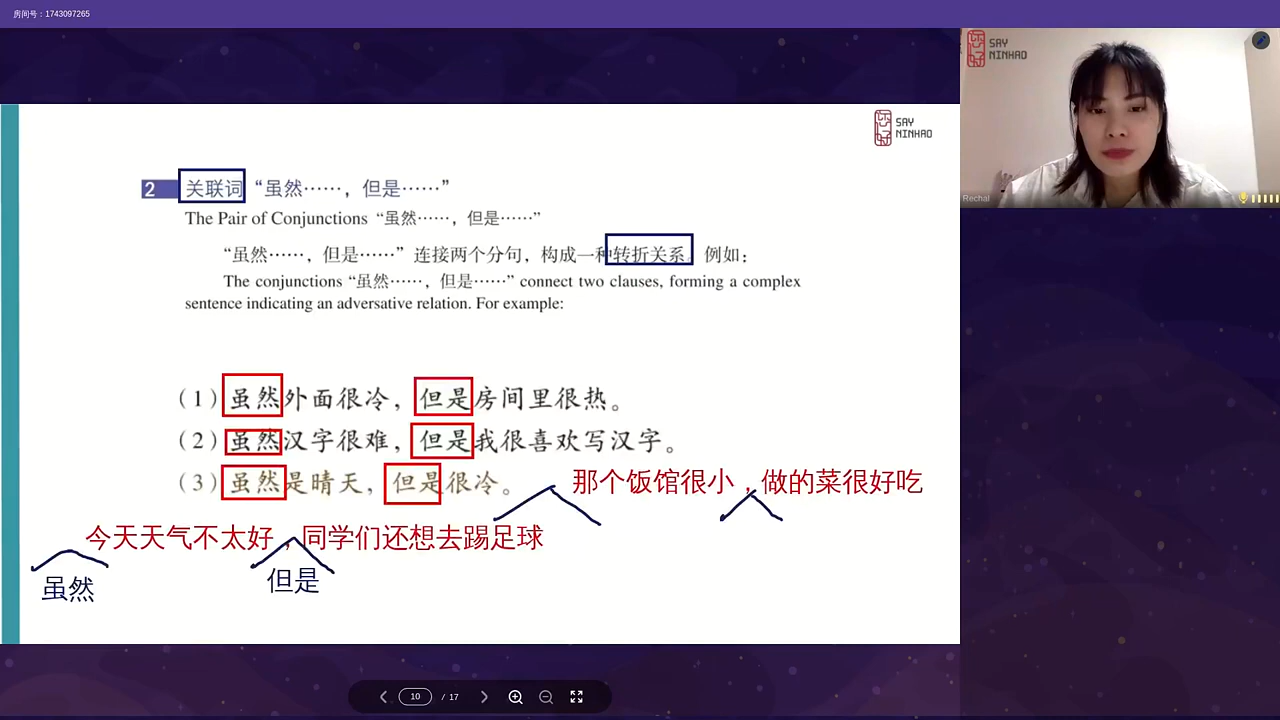 房间号：1743097265
SAY
NINHAO
SAY
NINHAO
Rechal
2 关联词 “虽然……，但是……”
The Pair of Conjunctions “虽然……，但是……”
“虽然……，但是……” 连接两个分句，构成一种转折关系。例如：
The conjunctions “虽然……，但是……” connect two clauses, forming a complex
sentence indicating an adversative relation. For example:
（1）虽然外面很冷，但是房间里很热。
（2）虽然汉字很难，但是我很喜欢写汉字。
（3）虽然是晴天，但是很冷。
那个饭馆很小，做的菜很好吃
今天天气不太好，同学们还想去踢足球
虽然
但是
10 / 17